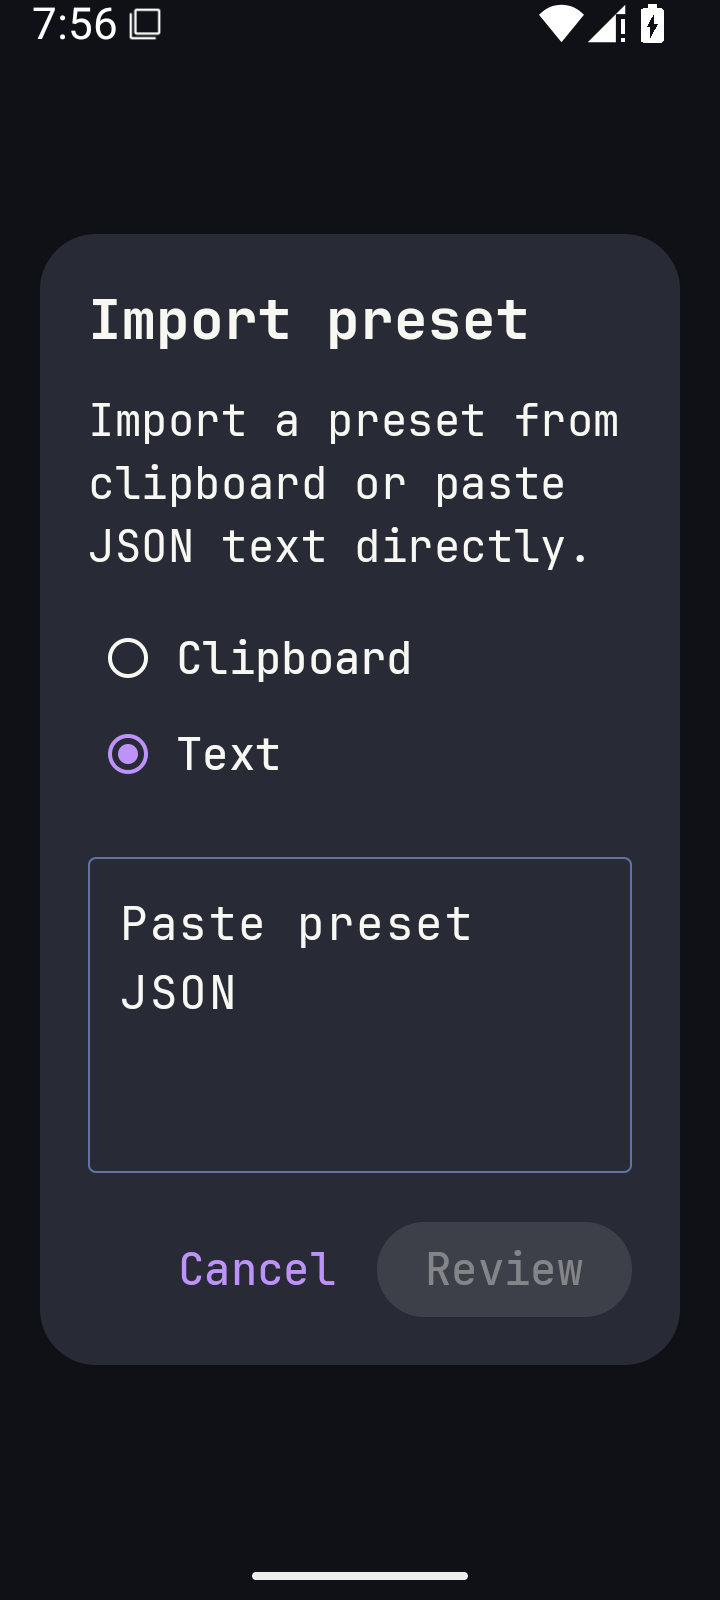 7:56
Import preset
Import a preset from
clipboard or paste
JSON text directly.
Clipboard
Text
Paste preset
JSON
Cancel
Review